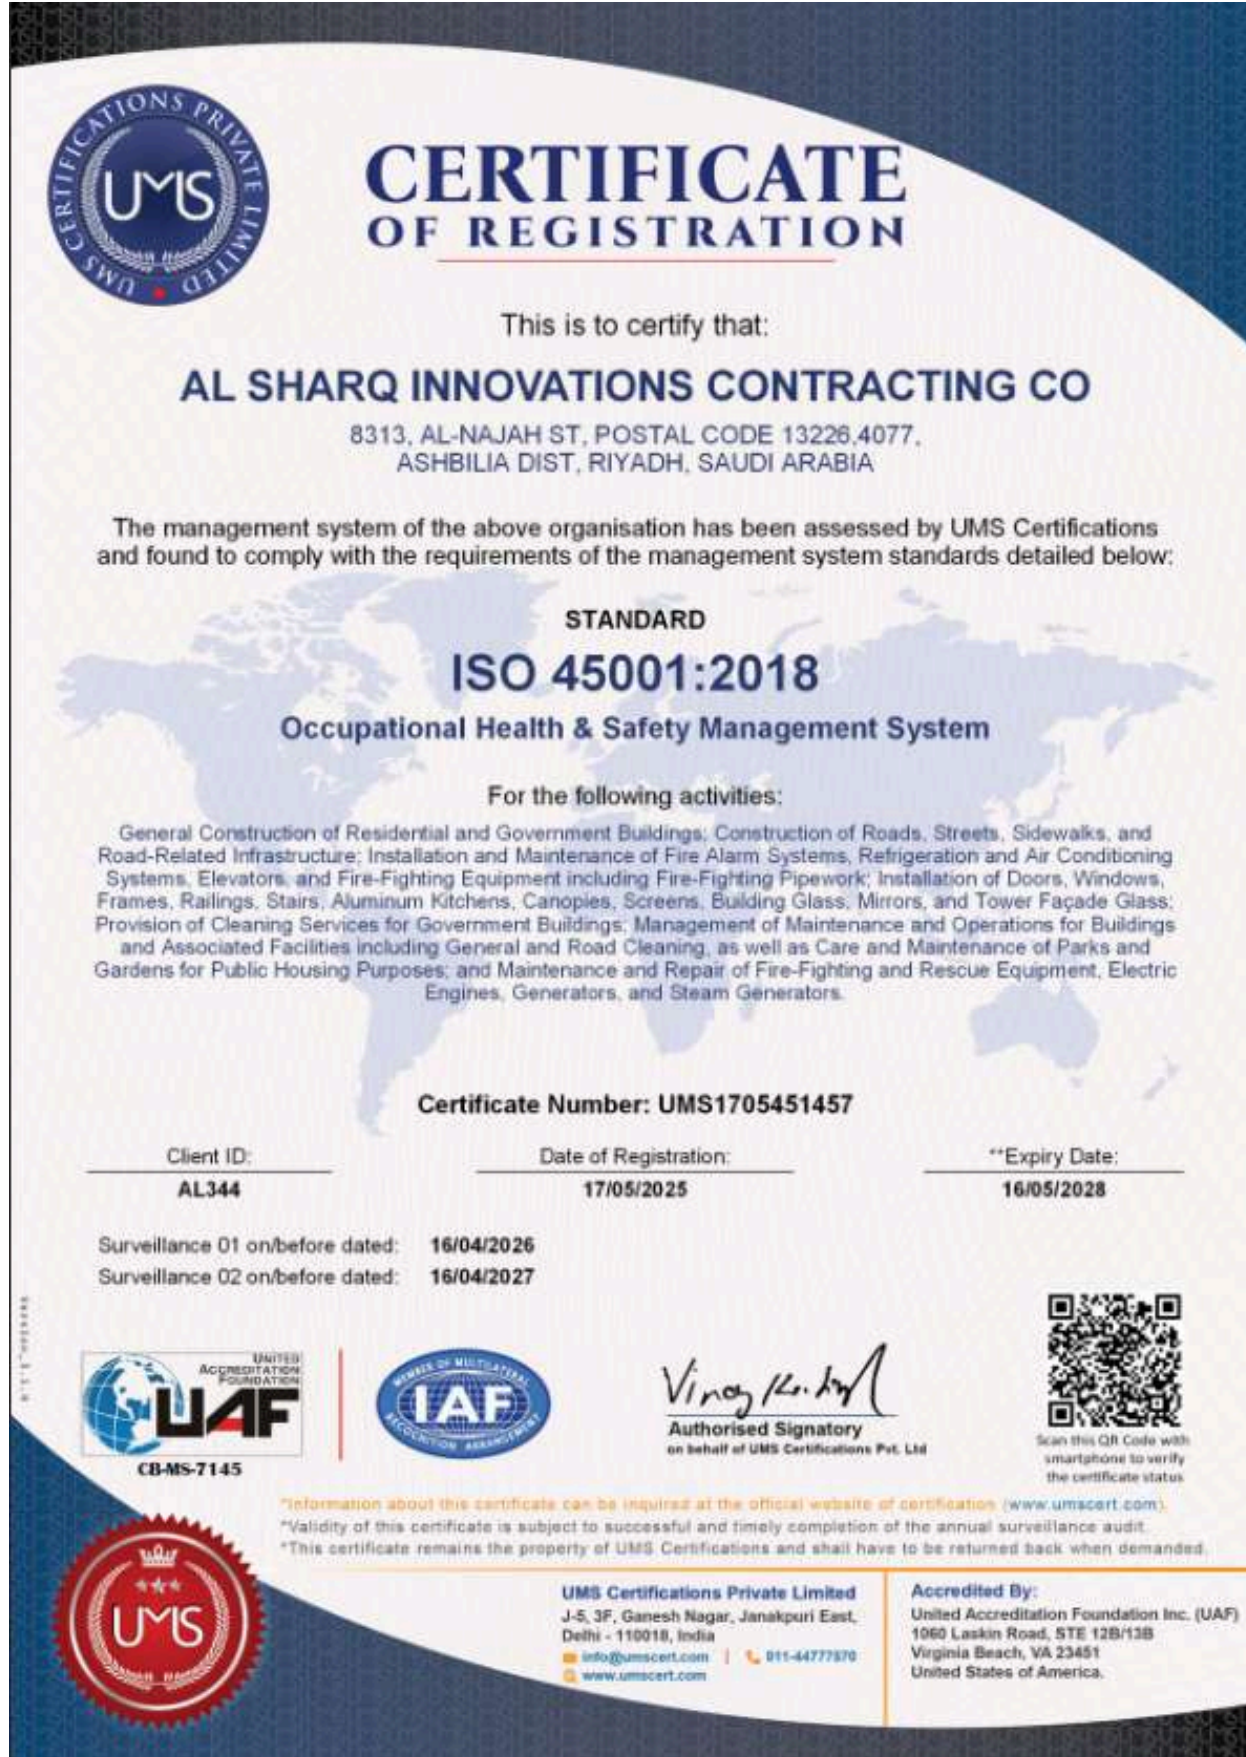 UMS CERTIFICATIONS PRIVATE LIMITED
UMS
CERTIFICATE
OF REGISTRATION
This is to certify that:
AL SHARQ INNOVATIONS CONTRACTING CO
8313, AL-NAJAH ST, POSTAL CODE 13226,4077,
ASHBILIA DIST, RIYADH, SAUDI ARABIA
The management system of the above organisation has been assessed by UMS Certifications
and found to comply with the requirements of the management system standards detailed below:
STANDARD
ISO 45001:2018
Occupational Health & Safety Management System
For the following activities:
General Construction of Residential and Government Buildings; Construction of Roads, Streets, Sidewalks, and
Road-Related Infrastructure; Installation and Maintenance of Fire Alarm Systems, Refrigeration and Air Conditioning
Systems, Elevators, and Fire-Fighting Equipment including Fire-Fighting Pipework; Installation of Doors, Windows,
Frames, Railings, Stairs, Aluminum Kitchens, Canopies, Screens, Building Glass, Mirrors, and Tower Façade Glass;
Provision of Cleaning Services for Government Buildings; Management of Maintenance and Operations for Buildings
and Associated Facilities including General and Road Cleaning, as well as Care and Maintenance of Parks and
Gardens for Public Housing Purposes; and Maintenance and Repair of Fire-Fighting and Rescue Equipment, Electric
Engines, Generators, and Steam Generators.
Certificate Number: UMS1705451457
Client ID:
AL344
Date of Registration:
17/05/2025
**Expiry Date:
16/05/2028
Surveillance 01 on/before dated: 16/04/2026
Surveillance 02 on/before dated: 16/04/2027
UNITED
ACCREDITATION
FOUNDATION
UAF
CB-MS-7145
MEMBER OF MULTILATERAL
IAF
RECOGNITION ARRANGEMENT
Authorised Signatory
on behalf of UMS Certifications Pvt. Ltd
Scan this QR Code with
smartphone to verify
the certificate status
*Information about this certificate can be inquired at the official website of certification (www.umscert.com).
*Validity of this certificate is subject to successful and timely completion of the annual surveillance audit.
*This certificate remains the property of UMS Certifications and shall have to be returned back when demanded.
UMS
UMS Certifications Private Limited
J-5, 3F, Ganesh Nagar, Janakpuri East,
Delhi - 110018, India
info@umscert.com | 011-44777870
www.umscert.com
Accredited By:
United Accreditation Foundation Inc. (UAF)
1060 Laskin Road, STE 12B/13B
Virginia Beach, VA 23451
United States of America.